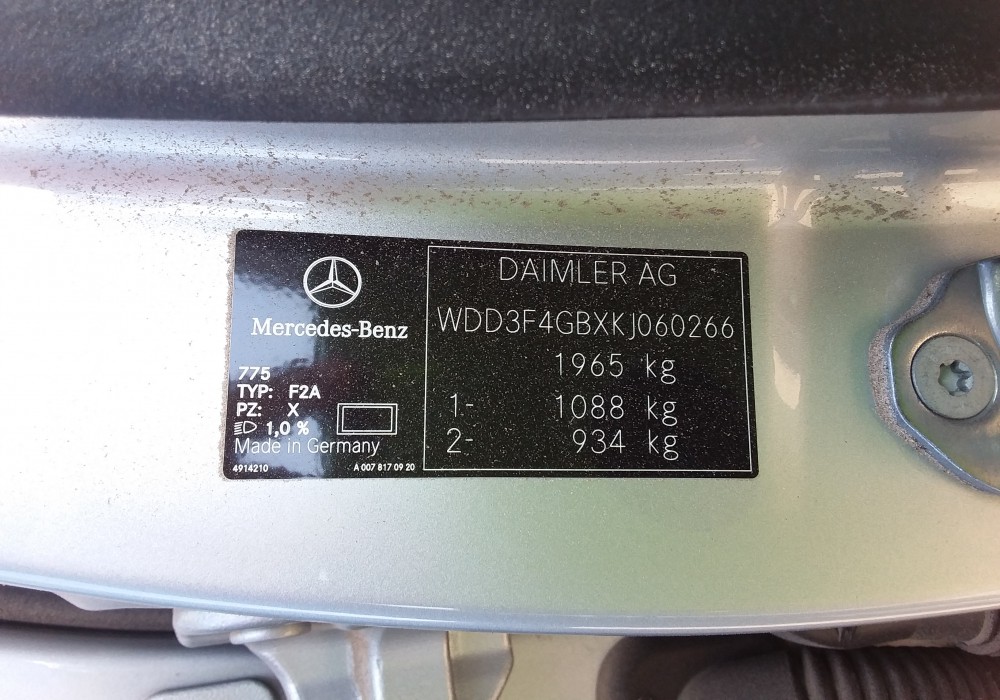 Mercedes-Benz
775
TYP: F2A
PZ: X
1,0 %
Made in Germany
4914210
A 007 817 09 20
DAIMLER AG
WDD3F4GBXKJ060266
1965 kg
1- 1088 kg
2- 934 kg